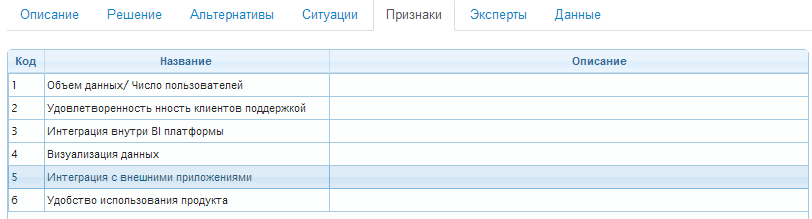 Описание Решение Альтернативы Ситуации Признаки Эксперты Данные
Код Название Описание
1 Объем данных/ Число пользователей
2 Удовлетворенность нность клиентов поддержкой
3 Интеграция внутри BI платформы
4 Визуализация данных
5 Интеграция с внешними приложениями
6 Удобство использования продукта